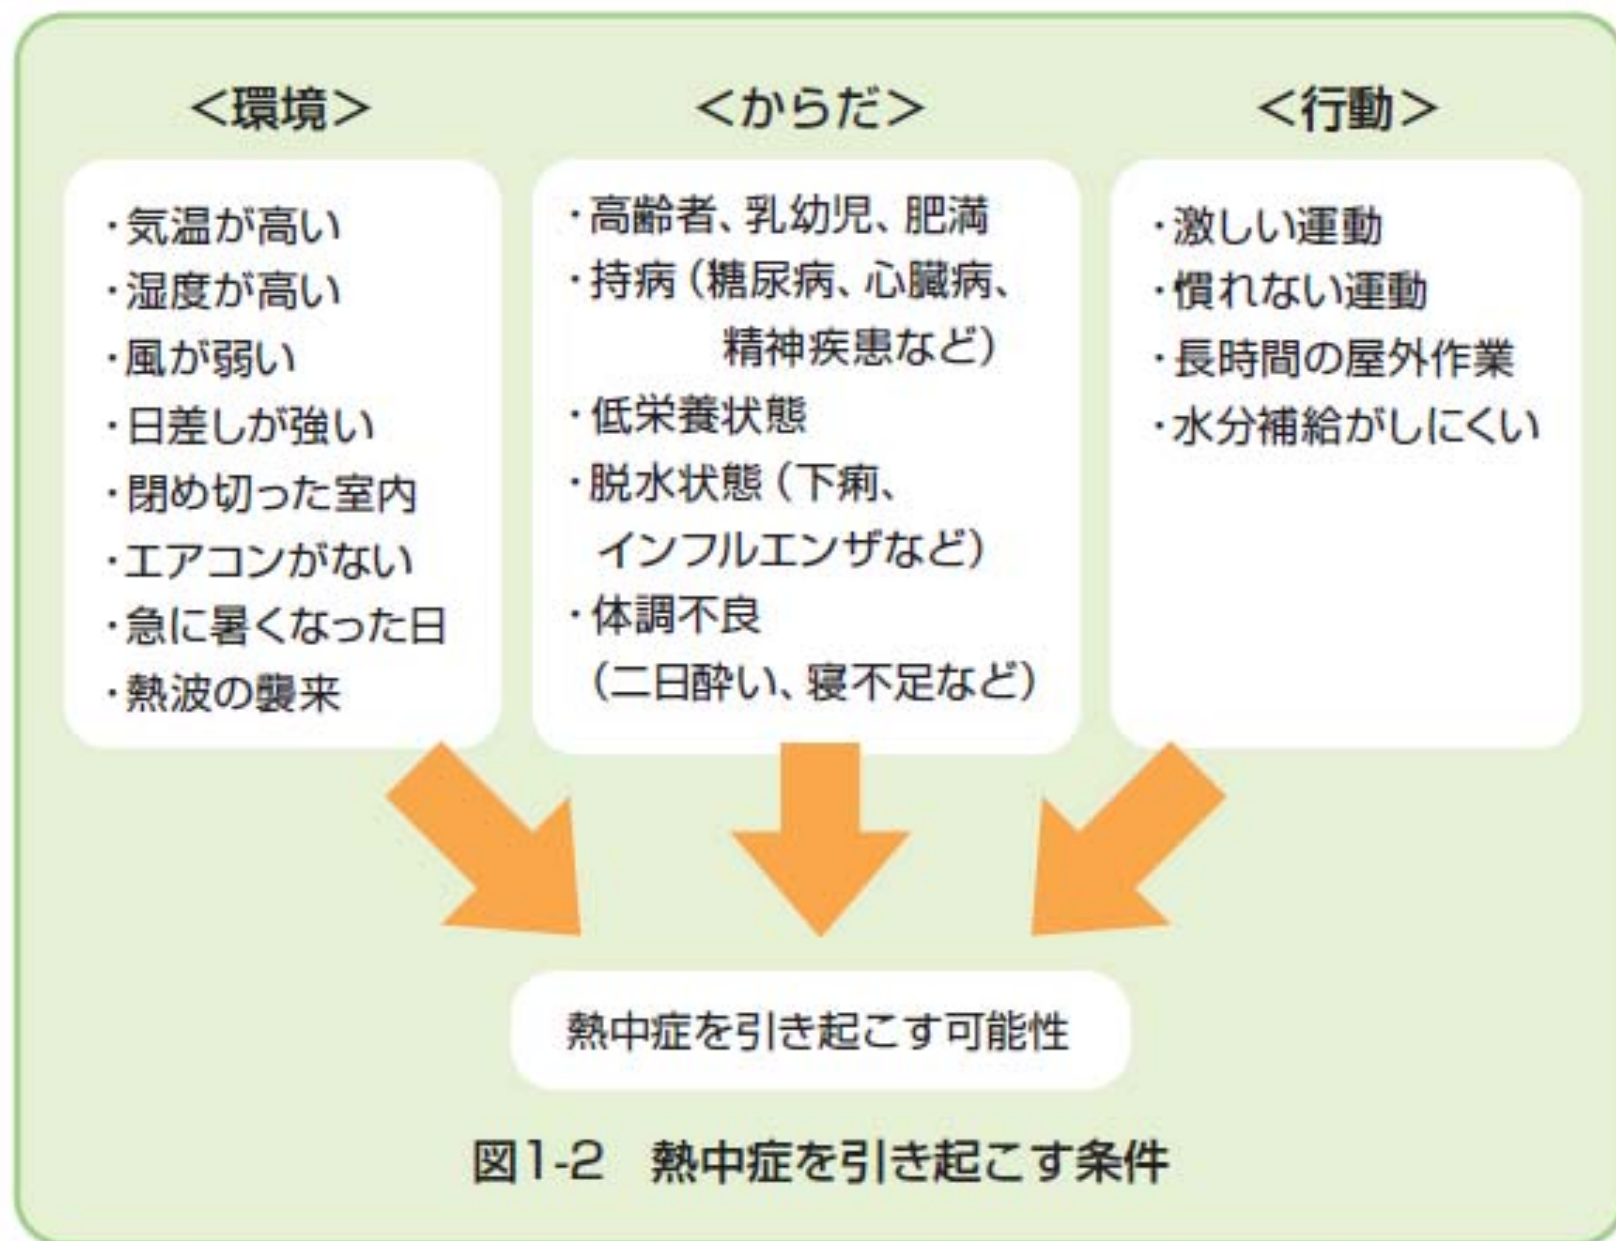 ＜環境＞
・気温が高い
・湿度が高い
・風が弱い
・日差しが強い
・閉め切った室内
・エアコンがない
・急に暑くなった日
・熱波の襲来
＜からだ＞
・高齢者、乳幼児、肥満
・持病（糖尿病、心臓病、
精神疾患など）
・低栄養状態
・脱水状態（下痢、
インフルエンザなど）
・体調不良
（二日酔い、寝不足など）
＜行動＞
・激しい運動
・慣れない運動
・長時間の屋外作業
・水分補給がしにくい
熱中症を引き起こす可能性
図1-2　熱中症を引き起こす条件